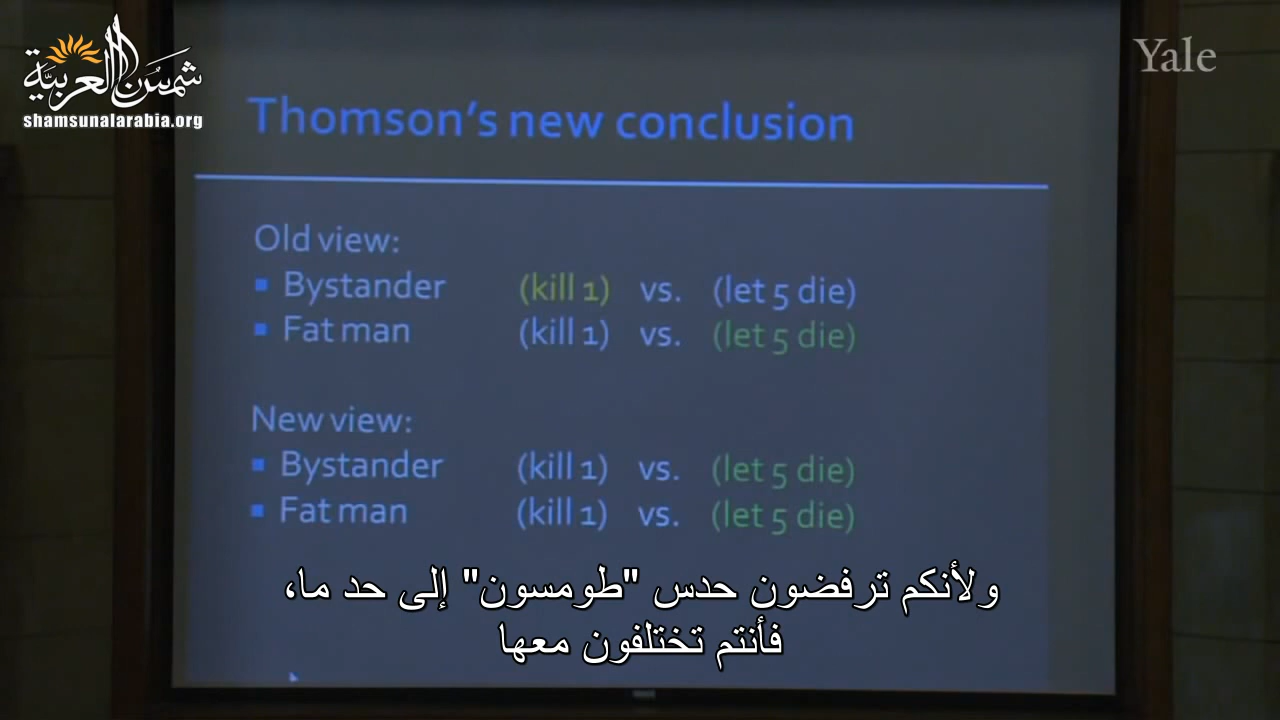 شمس العربية
shamsunalarabia.org
Yale
Thomson's new conclusion
Old view:
▪ Bystander (kill 1) vs. (let 5 die)
▪ Fat man (kill 1) vs. (let 5 die)
New view:
▪ Bystander (kill 1) vs. (let 5 die)
▪ Fat man (kill 1) vs. (let 5 die)
ولأنكم ترفضون حدس "طومسون" إلى حد ما،
فأنتم تختلفون معها